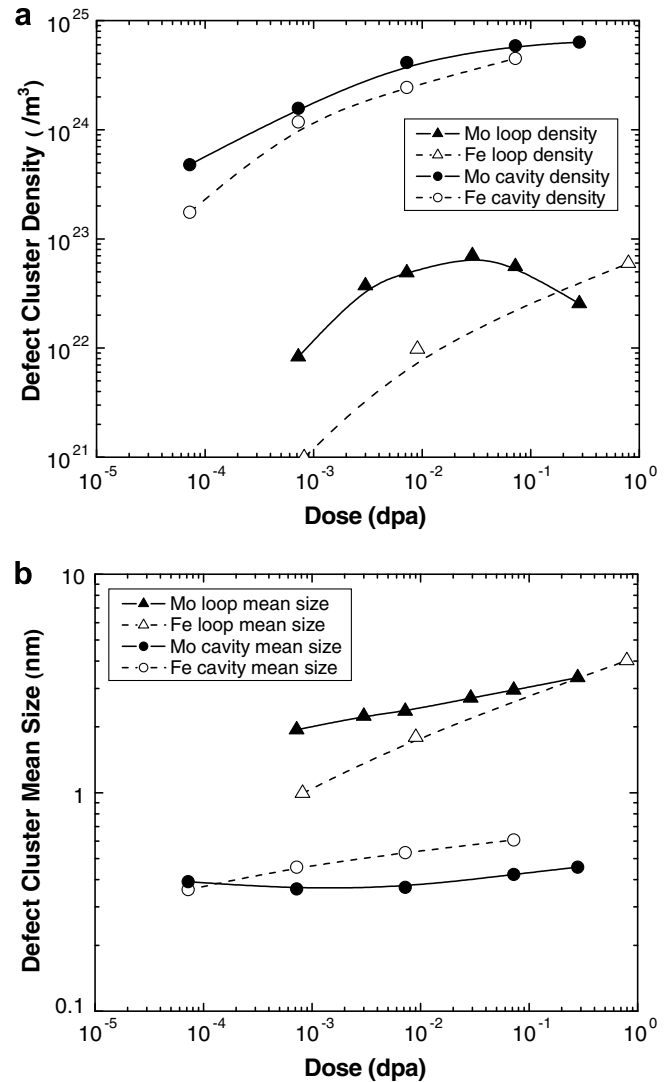 a
10^25
10^24
10^23
10^22
10^21
Defect Cluster Density ( /m^3)
Mo loop density
Fe loop density
Mo cavity density
Fe cavity density
10^-5 10^-4 10^-3 10^-2 10^-1 10^0
Dose (dpa)
b
10
1
0.1
Defect Cluster Mean Size (nm)
Mo loop mean size
Fe loop mean size
Mo cavity mean size
Fe cavity mean size
10^-5 10^-4 10^-3 10^-2 10^-1 10^0
Dose (dpa)